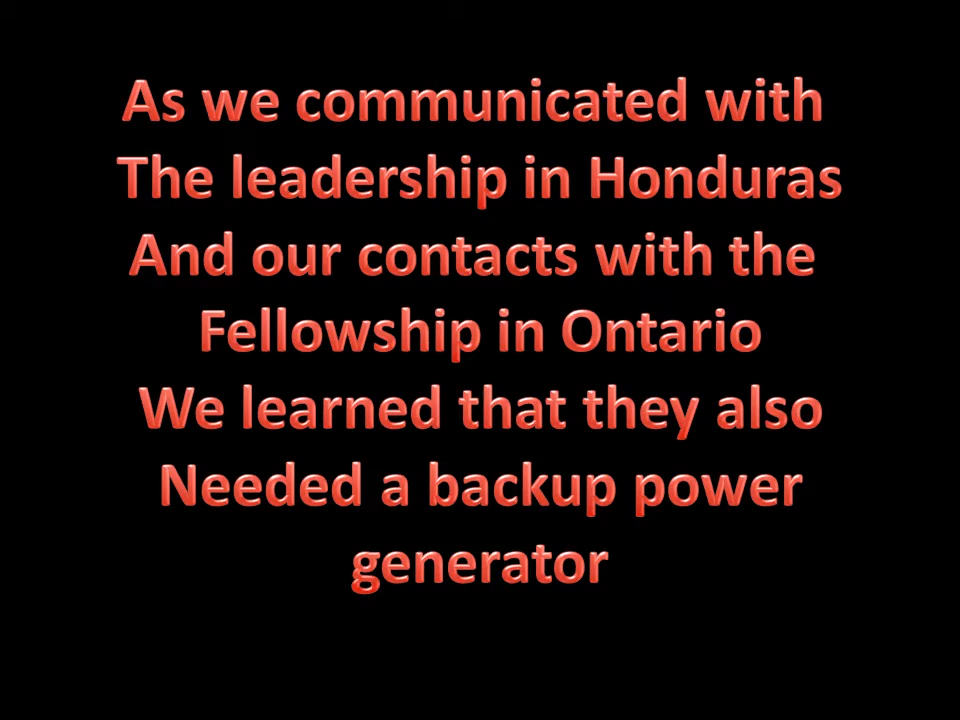 As we communicated with
The leadership in Honduras
And our contacts with the
Fellowship in Ontario
We learned that they also
Needed a backup power
generator